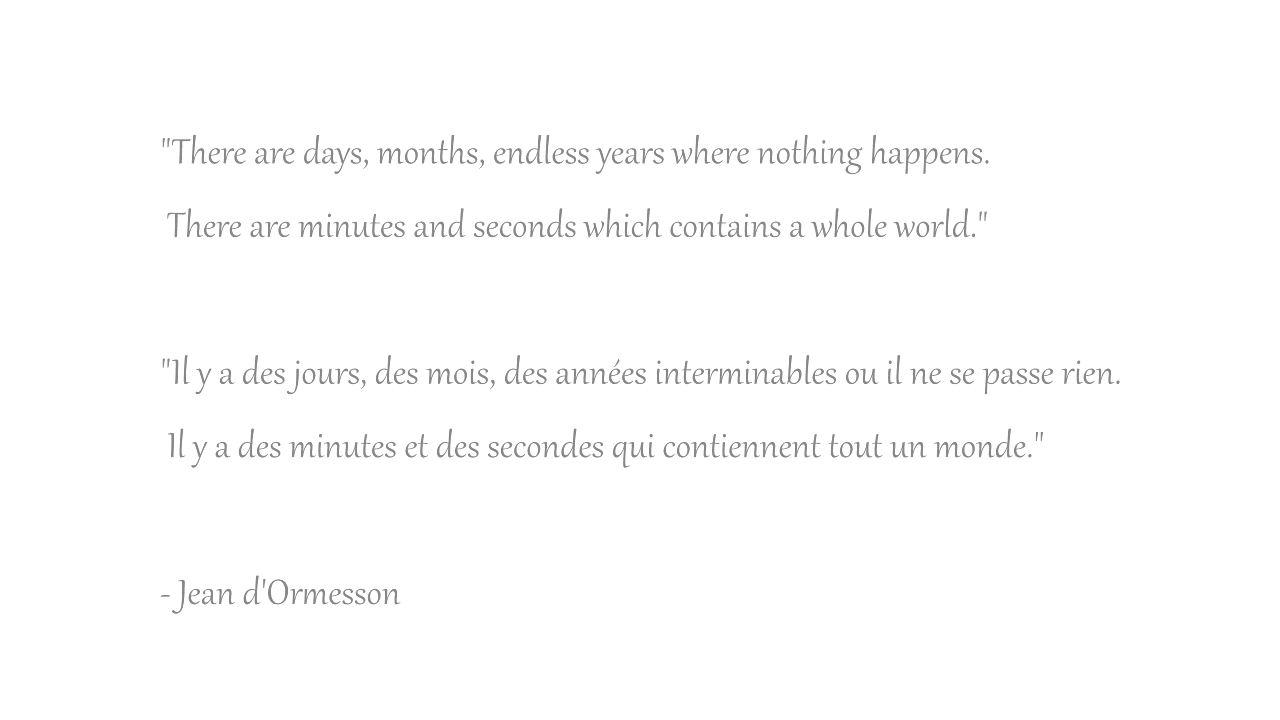 "There are days, months, endless years where nothing happens.
There are minutes and seconds which contains a whole world."
"Il y a des jours, des mois, des années interminables ou il ne se passe rien.
Il y a des minutes et des secondes qui contiennent tout un monde."
- Jean d'Ormesson